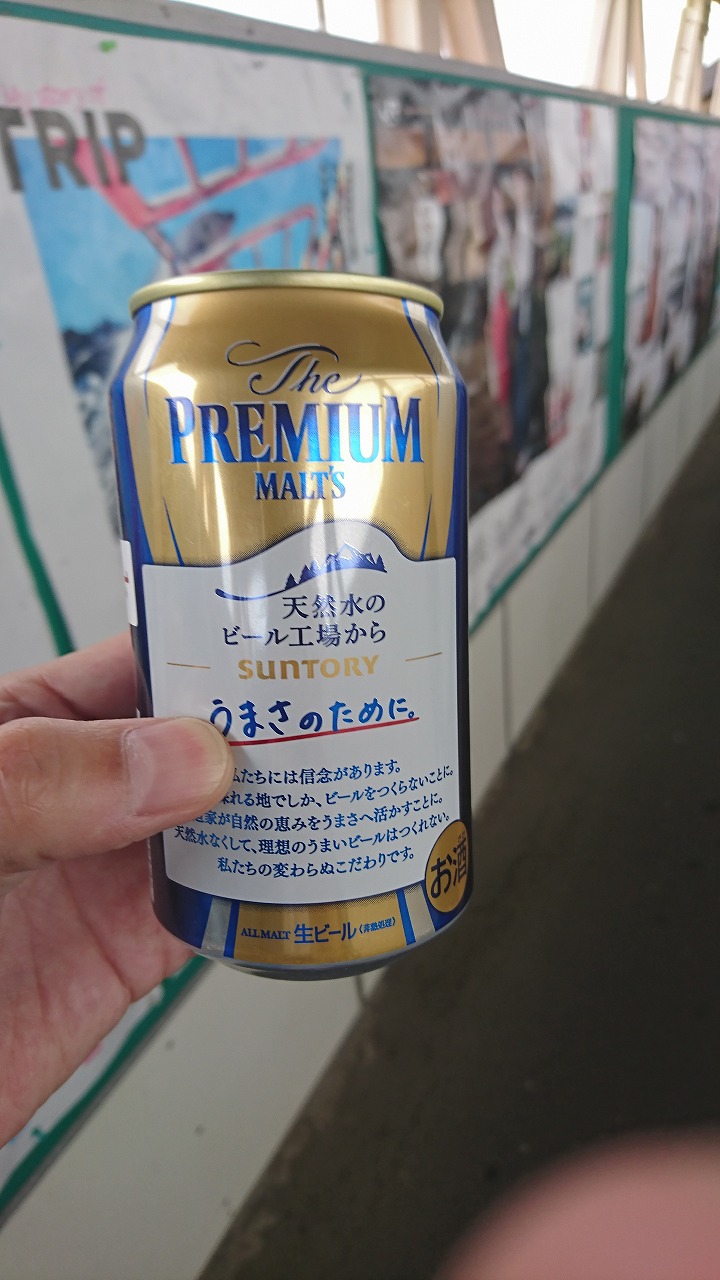 TRIP
The
PREMIUM
MALT'S
天然水の
ビール工場から
SUNTORY
うまさのために。
たちには信念があります。
れる地でしか、ビールをつくらないことに。
家が自然の恵みをうまさへ活かすことに。
天然水なくして、理想のうまいビールはつくれない。
私たちの変わらぬこだわりです。
お酒
ALL MALT 生ビール〈非熱処理〉